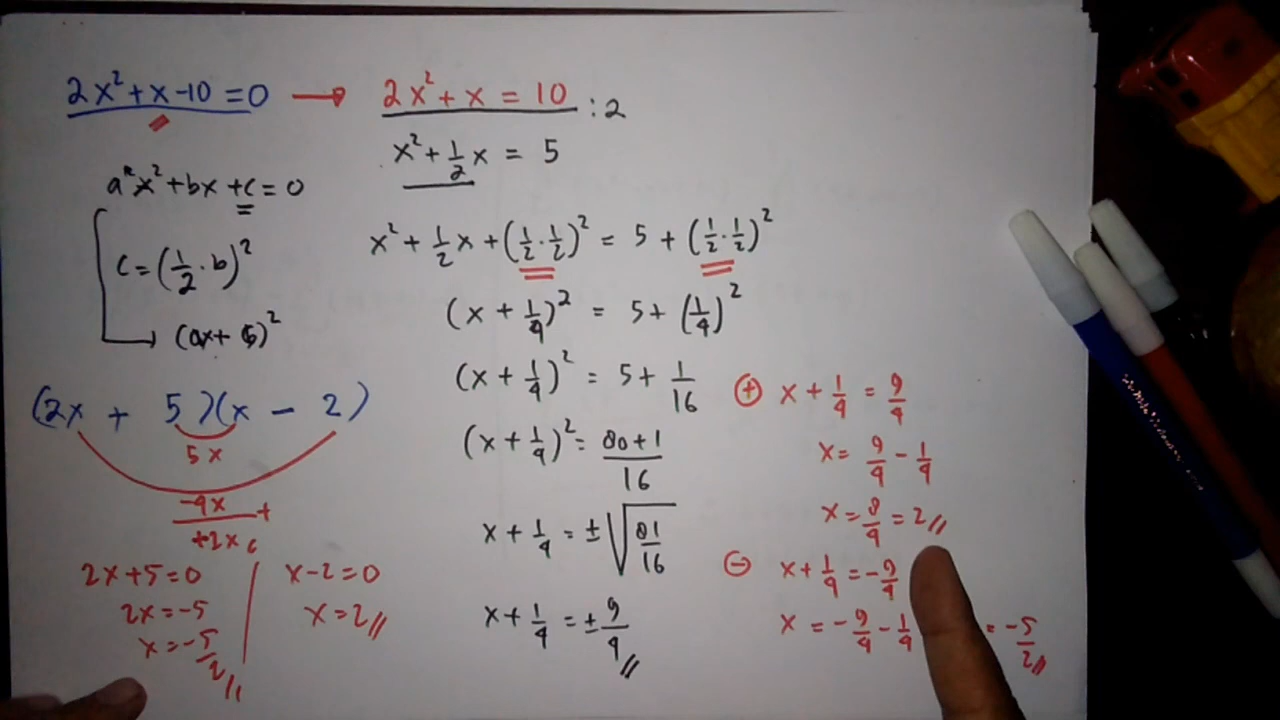 2x² + x - 10 = 0 → 2x² + x = 10 : 2
x² + 1/2 x = 5
a²x² + bx + c = 0
x² + 1/2 x + (1/2 · 1/2)² = 5 + (1/2 · 1/2)²
c = (1/2 · b)²
(x + 1/4)² = 5 + (1/4)²
(x + 1/4)² = 5 + 1/16
(2x + 5)(x - 2)
5x
-4x +
+2x
2x + 5 = 0
2x = -5
x = -5/2 //
x - 2 = 0
x = 2 //
(x + 1/4)² = 80 + 1 / 16
x + 1/4 = ± √81/16
x + 1/4 = ± 9/4 //
⊕ x + 1/4 = 9/4
x = 9/4 - 1/4
x = 8/4 = 2 //
⊖ x + 1/4 = -9/4
x = -9/4 - 1/4 = -5/2 //